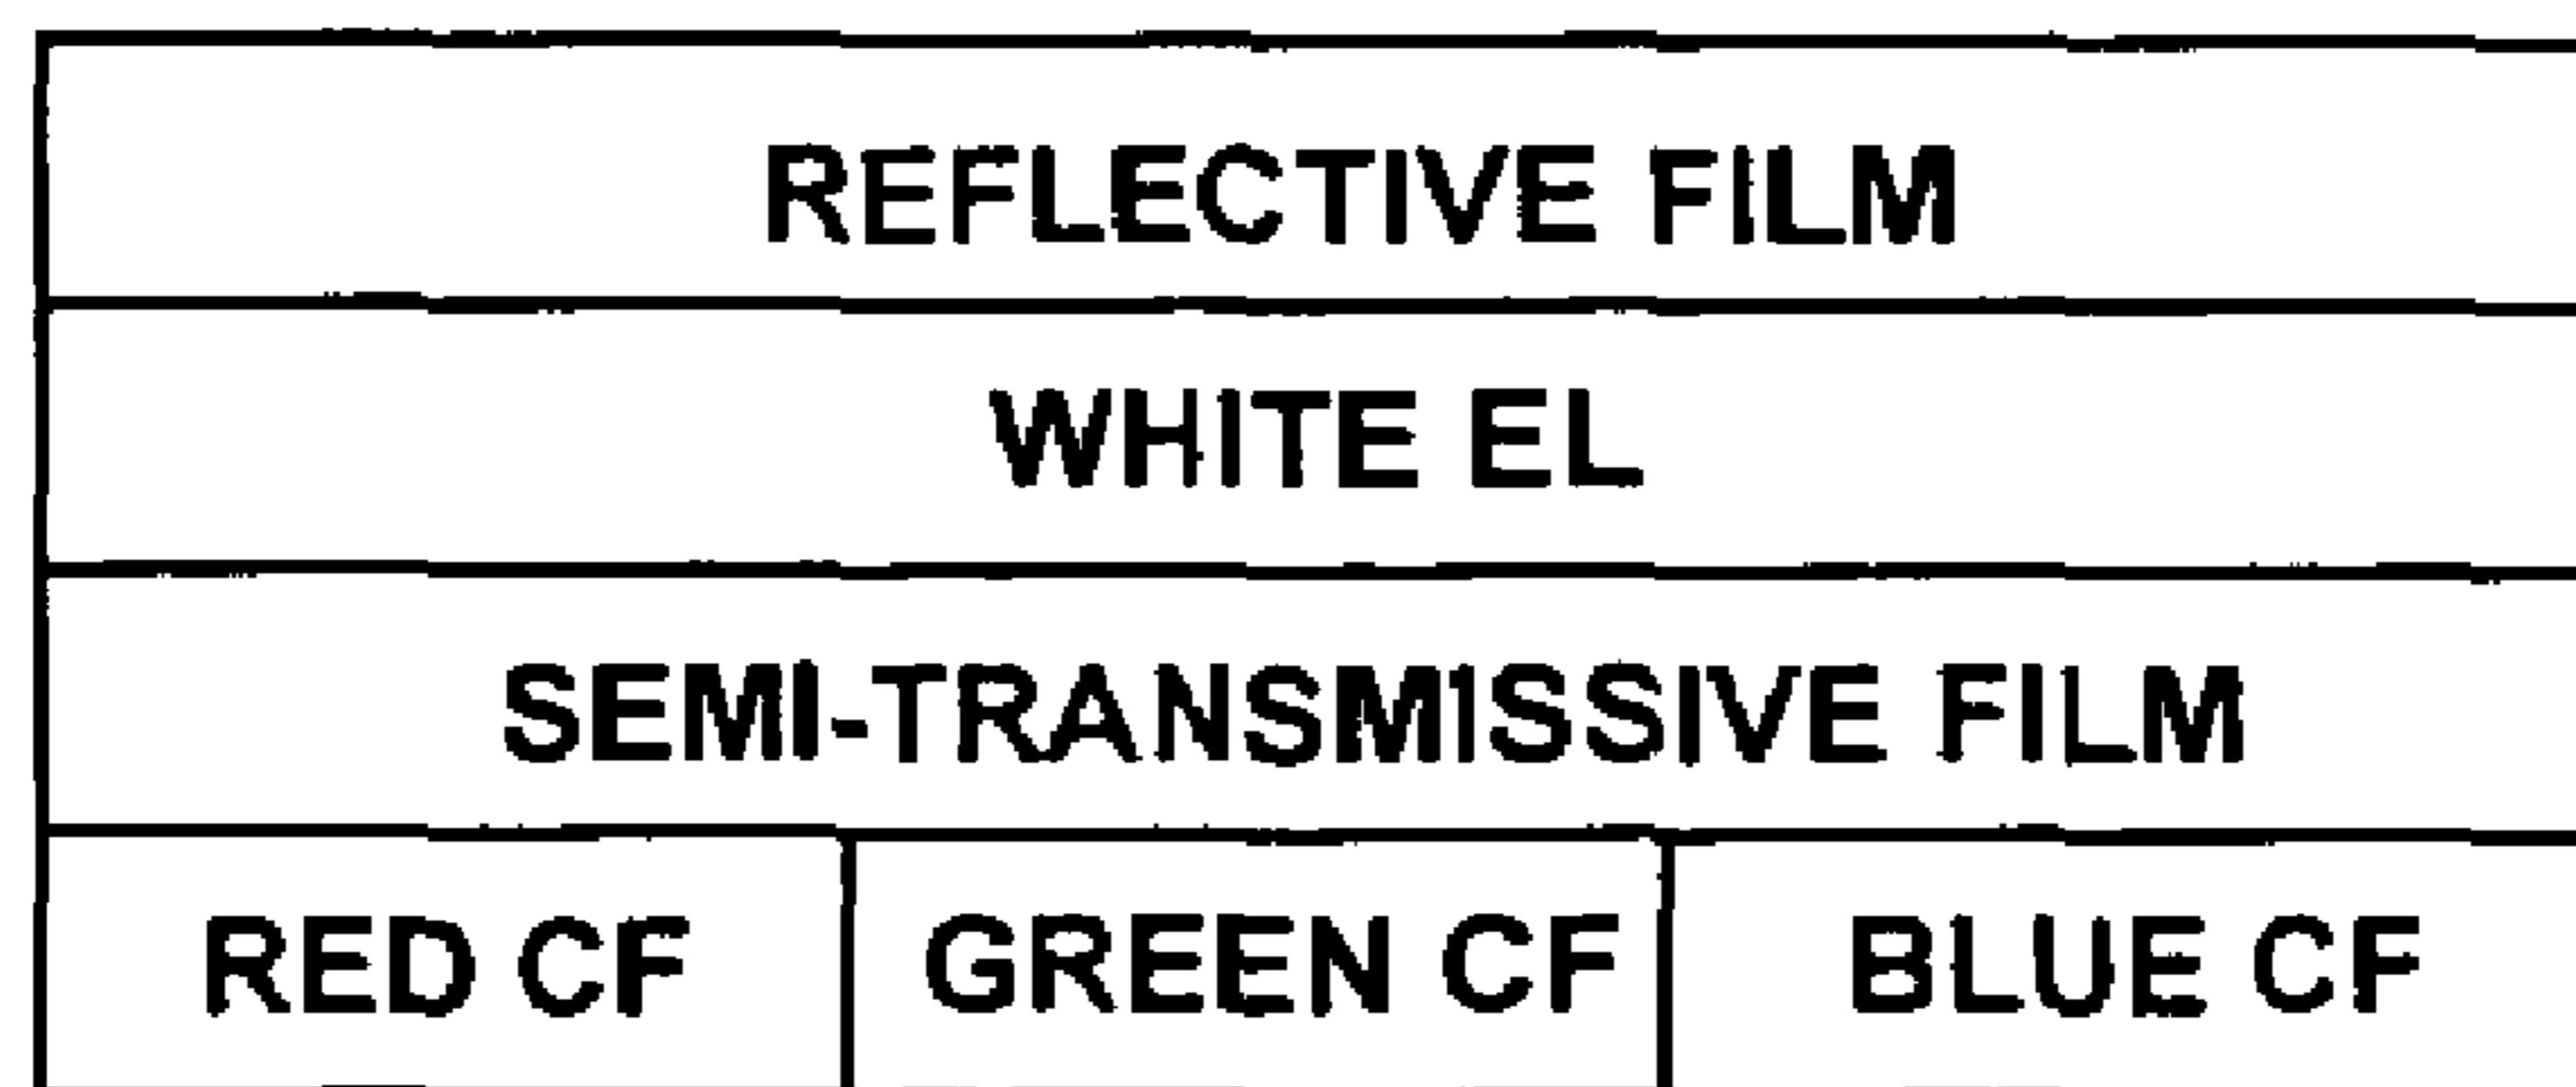 REFLECTIVE FILM
WHITE EL
SEMI-TRANSMISSIVE FILM
RED CF GREEN CF BLUE CF